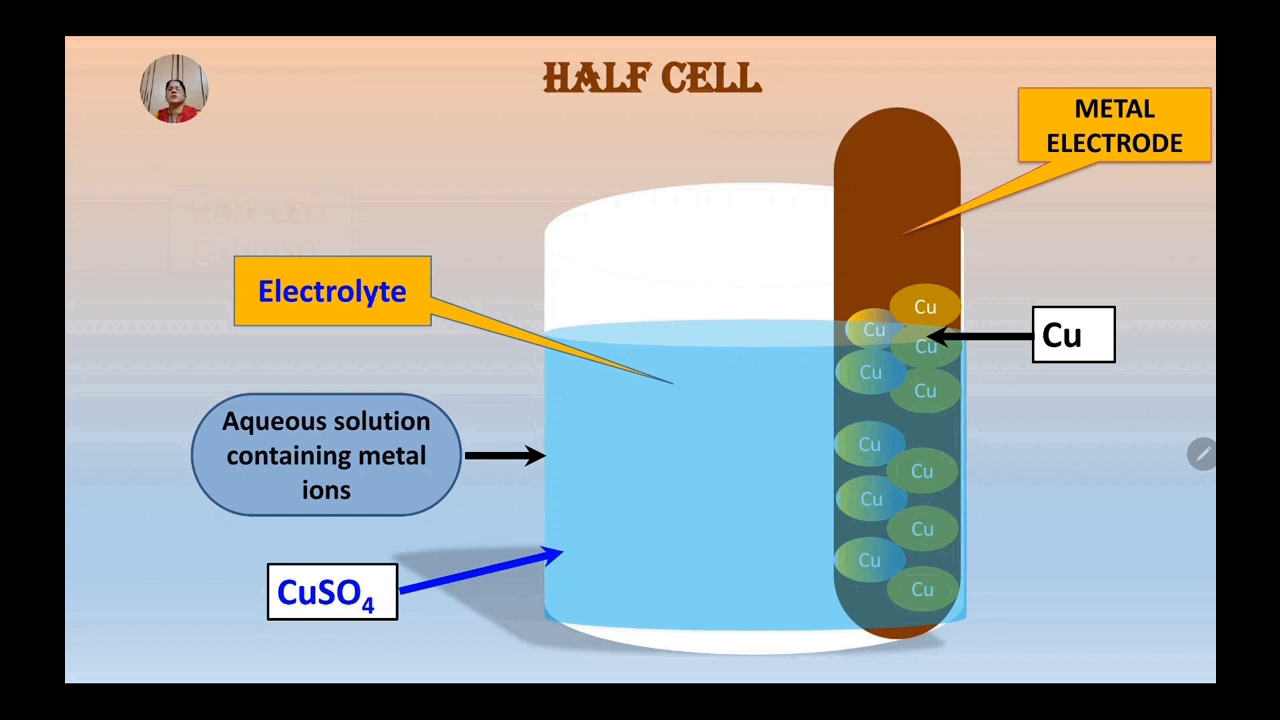 HALF CELL
METAL
ELECTRODE
Electrolyte
Cu
Aqueous solution
containing metal
ions
CuSO₄
Cu
Cu
Cu
Cu
Cu
Cu
Cu
Cu
Cu
Cu
Cu